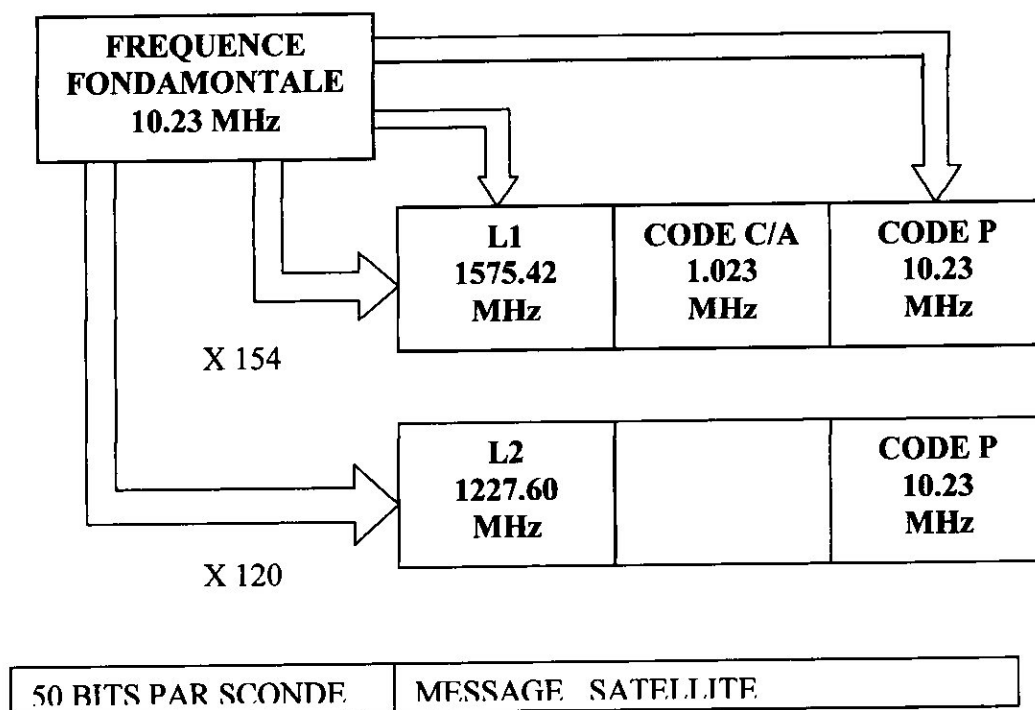 FREQUENCE
FONDAMONTALE
10.23 MHz
L1
1575.42
MHz
CODE C/A
1.023
MHz
CODE P
10.23
MHz
X 154
L2
1227.60
MHz
CODE P
10.23
MHz
X 120
50 BITS PAR SCONDE
MESSAGE SATELLITE